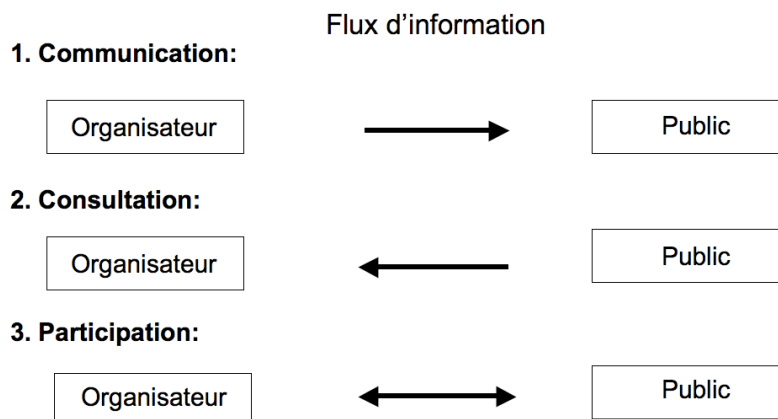 Flux d’information
1. Communication:
Organisateur
Public
2. Consultation:
Organisateur
Public
3. Participation:
Organisateur
Public